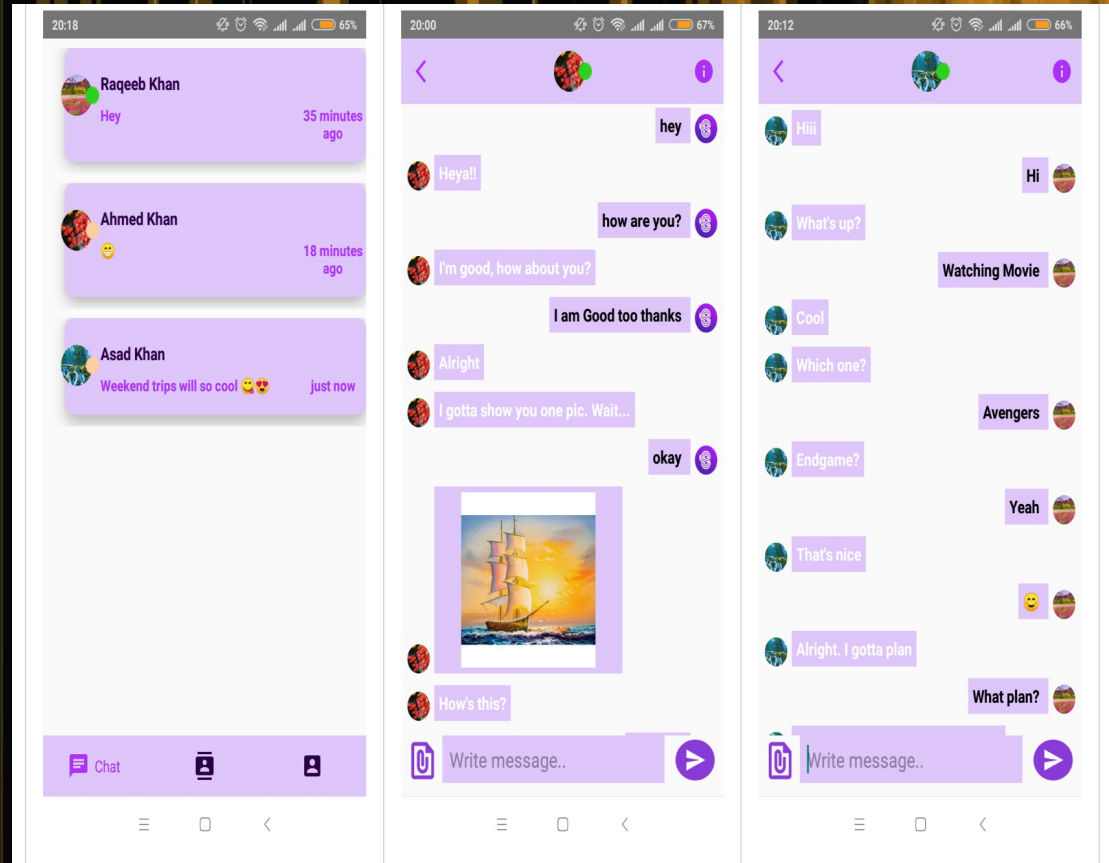 20:18
65%
Raqeeb Khan
Hey
35 minutes
ago
Ahmed Khan
😁
18 minutes
ago
Asad Khan
Weekend trips will so cool 😋😍
just now
Chat
20:00
67%
hey
Heya!!
how are you?
I'm good, how about you?
I am Good too thanks
Alright
I gotta show you one pic. Wait...
okay
How's this?
Write message..
20:12
66%
Hiii
Hi
What's up?
Watching Movie
Cool
Which one?
Avengers
Endgame?
Yeah
That's nice
😊
Alright. I gotta plan
What plan?
Write message..